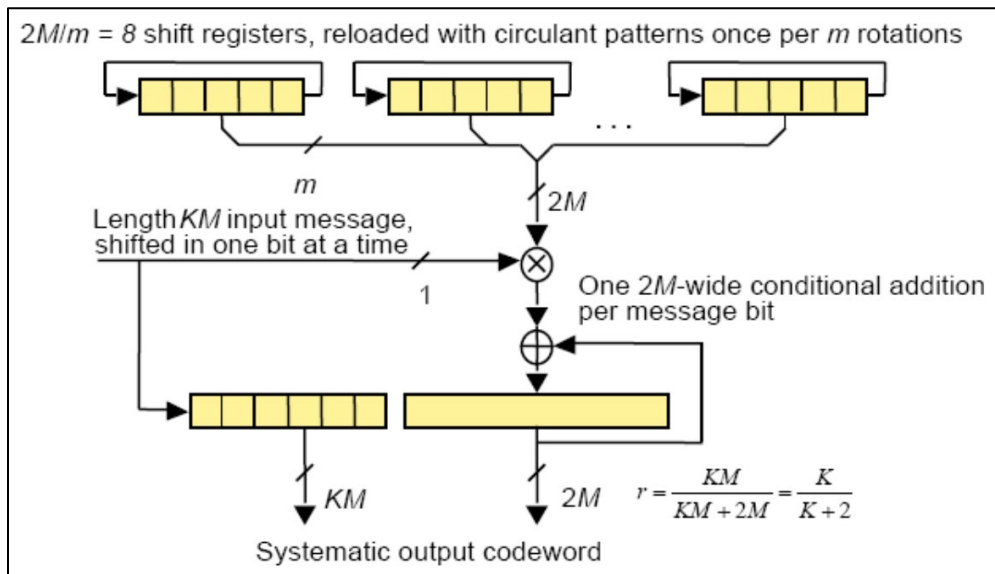 2M/m = 8 shift registers, reloaded with circulant patterns once per m rotations
. . .
m
2M
Length KM input message,
shifted in one bit at a time
1
One 2M-wide conditional addition
per message bit
KM
2M
r = KM / (KM + 2M) = K / (K + 2)
Systematic output codeword